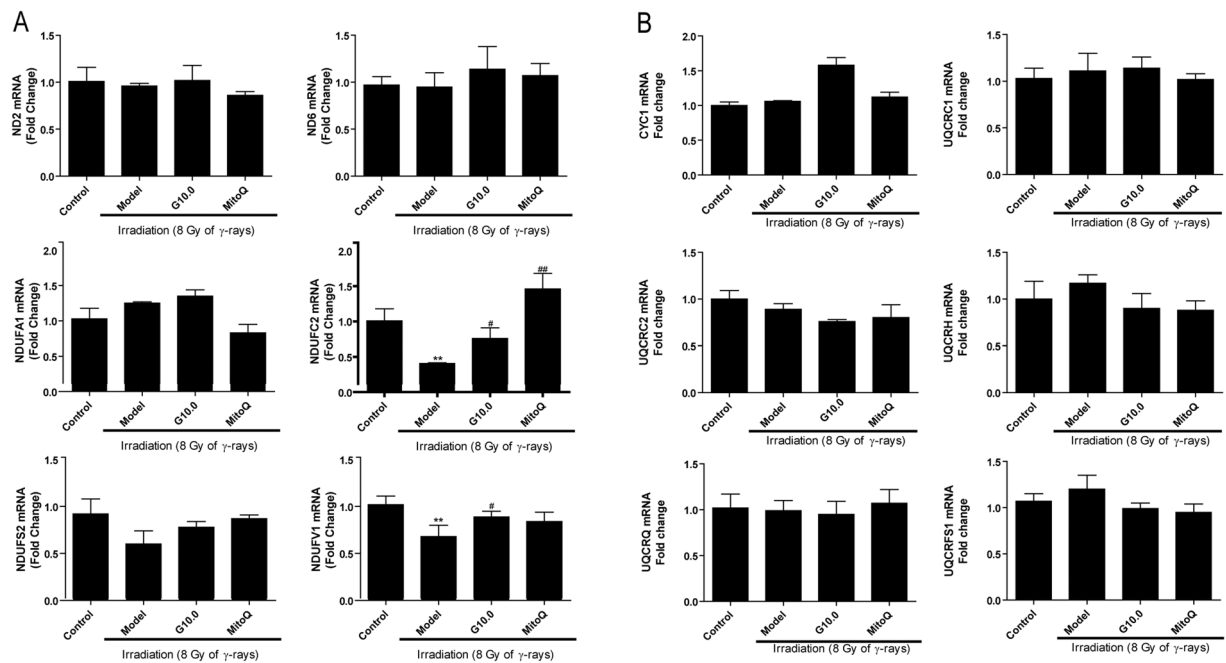 A
ND2 mRNA
(Fold Change)
1.5
1.0
0.5
0.0
Control
Model
G10.0
MitoQ
Irradiation (8 Gy of γ-rays)
ND6 mRNA
(Fold Change)
1.5
1.0
0.5
0.0
Control
Model
G10.0
MitoQ
Irradiation (8 Gy of γ-rays)
NDUFA1 mRNA
(Fold Change)
2.0
1.5
1.0
0.5
0.0
Control
Model
G10.0
MitoQ
Irradiation (8 Gy of γ-rays)
NDUFC2 mRNA
(Fold Change)
2.0
1.5
1.0
0.5
0.0
**
#
##
Control
Model
G10.0
MitoQ
Irradiation (8 Gy of γ-rays)
NDUFS2 mRNA
(Fold Change)
1.5
1.0
0.5
0.0
Control
Model
G10.0
MitoQ
Irradiation (8 Gy of γ-rays)
NDUFV1 mRNA
(Fold Change)
1.5
1.0
0.5
0.0
**
#
Control
Model
G10.0
MitoQ
Irradiation (8 Gy of γ-rays)
B
CYC1 mRNA
Fold change
2.0
1.5
1.0
0.5
0.0
Control
Model
G10.0
MitoQ
Irradiation (8 Gy of γ-rays)
UQCRC1 mRNA
Fold change
1.5
1.0
0.5
0.0
Control
Model
G10.0
MitoQ
Irradiation (8 Gy of γ-rays)
UQCRC2 mRNA
Fold change
1.5
1.0
0.5
0.0
Control
Model
G10.0
MitoQ
Irradiation (8 Gy of γ-rays)
UQCRH mRNA
Fold change
1.5
1.0
0.5
0.0
Control
Model
G10.0
MitoQ
Irradiation (8 Gy of γ-rays)
UQCRQ mRNA
Fold change
1.5
1.0
0.5
0.0
Control
Model
G10.0
MitoQ
Irradiation (8 Gy of γ-rays)
UQCRFS1 mRNA
Fold change
1.5
1.0
0.5
0.0
Control
Model
G10.0
MitoQ
Irradiation (8 Gy of γ-rays)